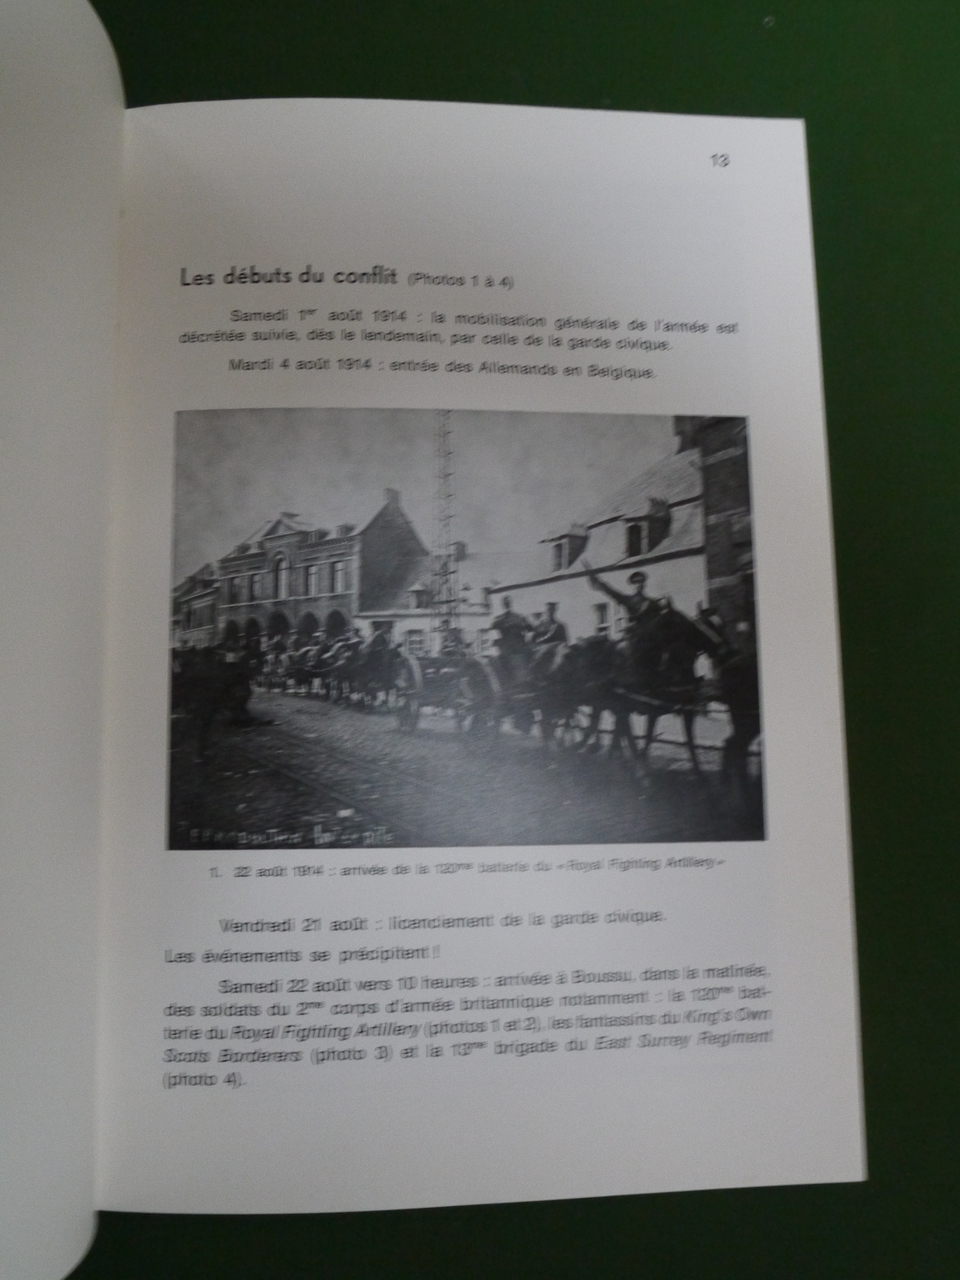 13
Les débuts du conflit (Photos 1 à 4)
Samedi 1er août 1914 : la mobilisation générale de l'armée est
décrétée suivie, dès le lendemain, par celle de la garde civique.
Mardi 4 août 1914 : entrée des Allemands en Belgique.
1. 22 août 1914 : arrivée de la 120me batterie du «Royal Fighting Artillery»
Vendredi 21 août : licenciement de la garde civique.
Les événements se précipitent !!
Samedi 22 août vers 10 heures : arrivée à Boussu, dans la matinée,
des soldats du 2me corps d'armée britannique notamment : la 120me bat-
terie du Royal Fighting Artillery (photos 1 et 2), les fantassins du King's Own
Scots Borderers (photo 3) et la 13me brigade du East Surrey Regiment
(photo 4).